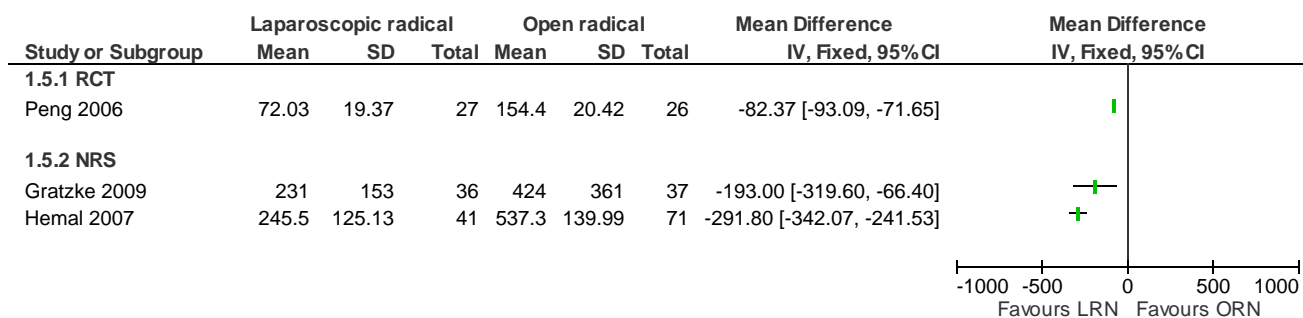 Laparoscopic radical Open radical Mean Difference Mean Difference
Study or Subgroup Mean SD Total Mean SD Total IV, Fixed, 95% CI IV, Fixed, 95% CI
1.5.1 RCT
Peng 2006 72.03 19.37 27 154.4 20.42 26 -82.37 [-93.09, -71.65]
1.5.2 NRS
Gratzke 2009 231 153 36 424 361 37 -193.00 [-319.60, -66.40]
Hemal 2007 245.5 125.13 41 537.3 139.99 71 -291.80 [-342.07, -241.53]
-1000 -500 0 500 1000
Favours LRN Favours ORN